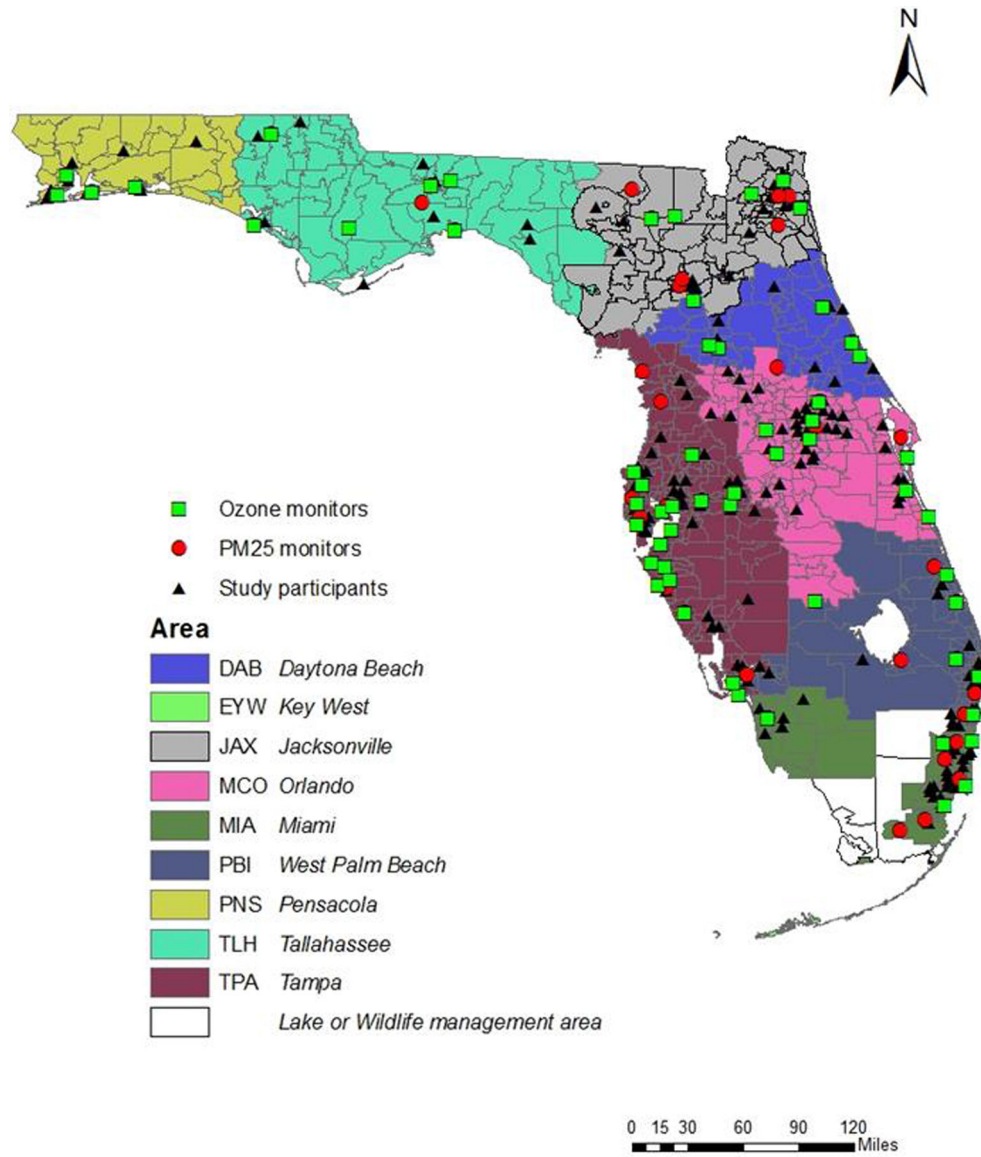 N
Ozone monitors
PM25 monitors
Study participants
Area
DAB Daytona Beach
EYW Key West
JAX Jacksonville
MCO Orlando
MIA Miami
PBI West Palm Beach
PNS Pensacola
TLH Tallahassee
TPA Tampa
Lake or Wildlife management area
0 15 30 60 90 120
Miles